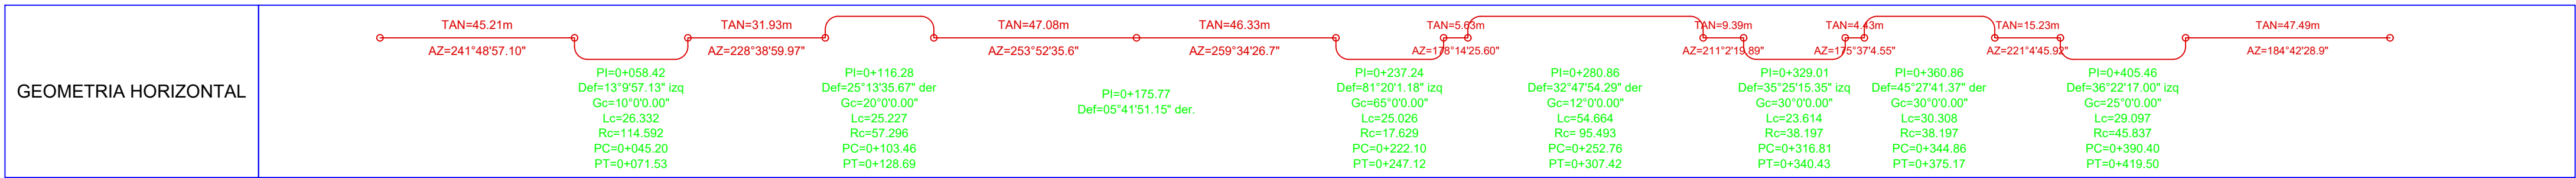 GEOMETRIA HORIZONTAL
TAN=45.21m
AZ=241°48'57.10"
PI=0+058.42
Def=13°9'57.13" izq
Gc=10°0'0.00"
Lc=26.332
Rc=114.592
PC=0+045.20
PT=0+071.53
TAN=31.93m
AZ=228°38'59.97"
PI=0+116.28
Def=25°13'35.67" der
Gc=20°0'0.00"
Lc=25.227
Rc=57.296
PC=0+103.46
PT=0+128.69
TAN=47.08m
AZ=253°52'35.6"
PI=0+175.77
Def=05°41'51.15" der.
TAN=46.33m
AZ=259°34'26.7"
PI=0+237.24
Def=81°20'1.18" izq
Gc=65°0'0.00"
Lc=25.026
Rc=17.629
PC=0+222.10
PT=0+247.12
TAN=5.63m
AZ=178°14'25.60"
PI=0+280.86
Def=32°47'54.29" der
Gc=12°0'0.00"
Lc=54.664
Rc= 95.493
PC=0+252.76
PT=0+307.42
TAN=9.39m
AZ=211°2'19.89"
PI=0+329.01
Def=35°25'15.35" izq
Gc=30°0'0.00"
Lc=23.614
Rc=38.197
PC=0+316.81
PT=0+340.43
TAN=4.43m
AZ=175°37'4.55"
PI=0+360.86
Def=45°27'41.37" der
Gc=30°0'0.00"
Lc=30.308
Rc=38.197
PC=0+344.86
PT=0+375.17
TAN=15.23m
AZ=221°4'45.92"
PI=0+405.46
Def=36°22'17.00" izq
Gc=25°0'0.00"
Lc=29.097
Rc=45.837
PC=0+390.40
PT=0+419.50
TAN=47.49m
AZ=184°42'28.9"